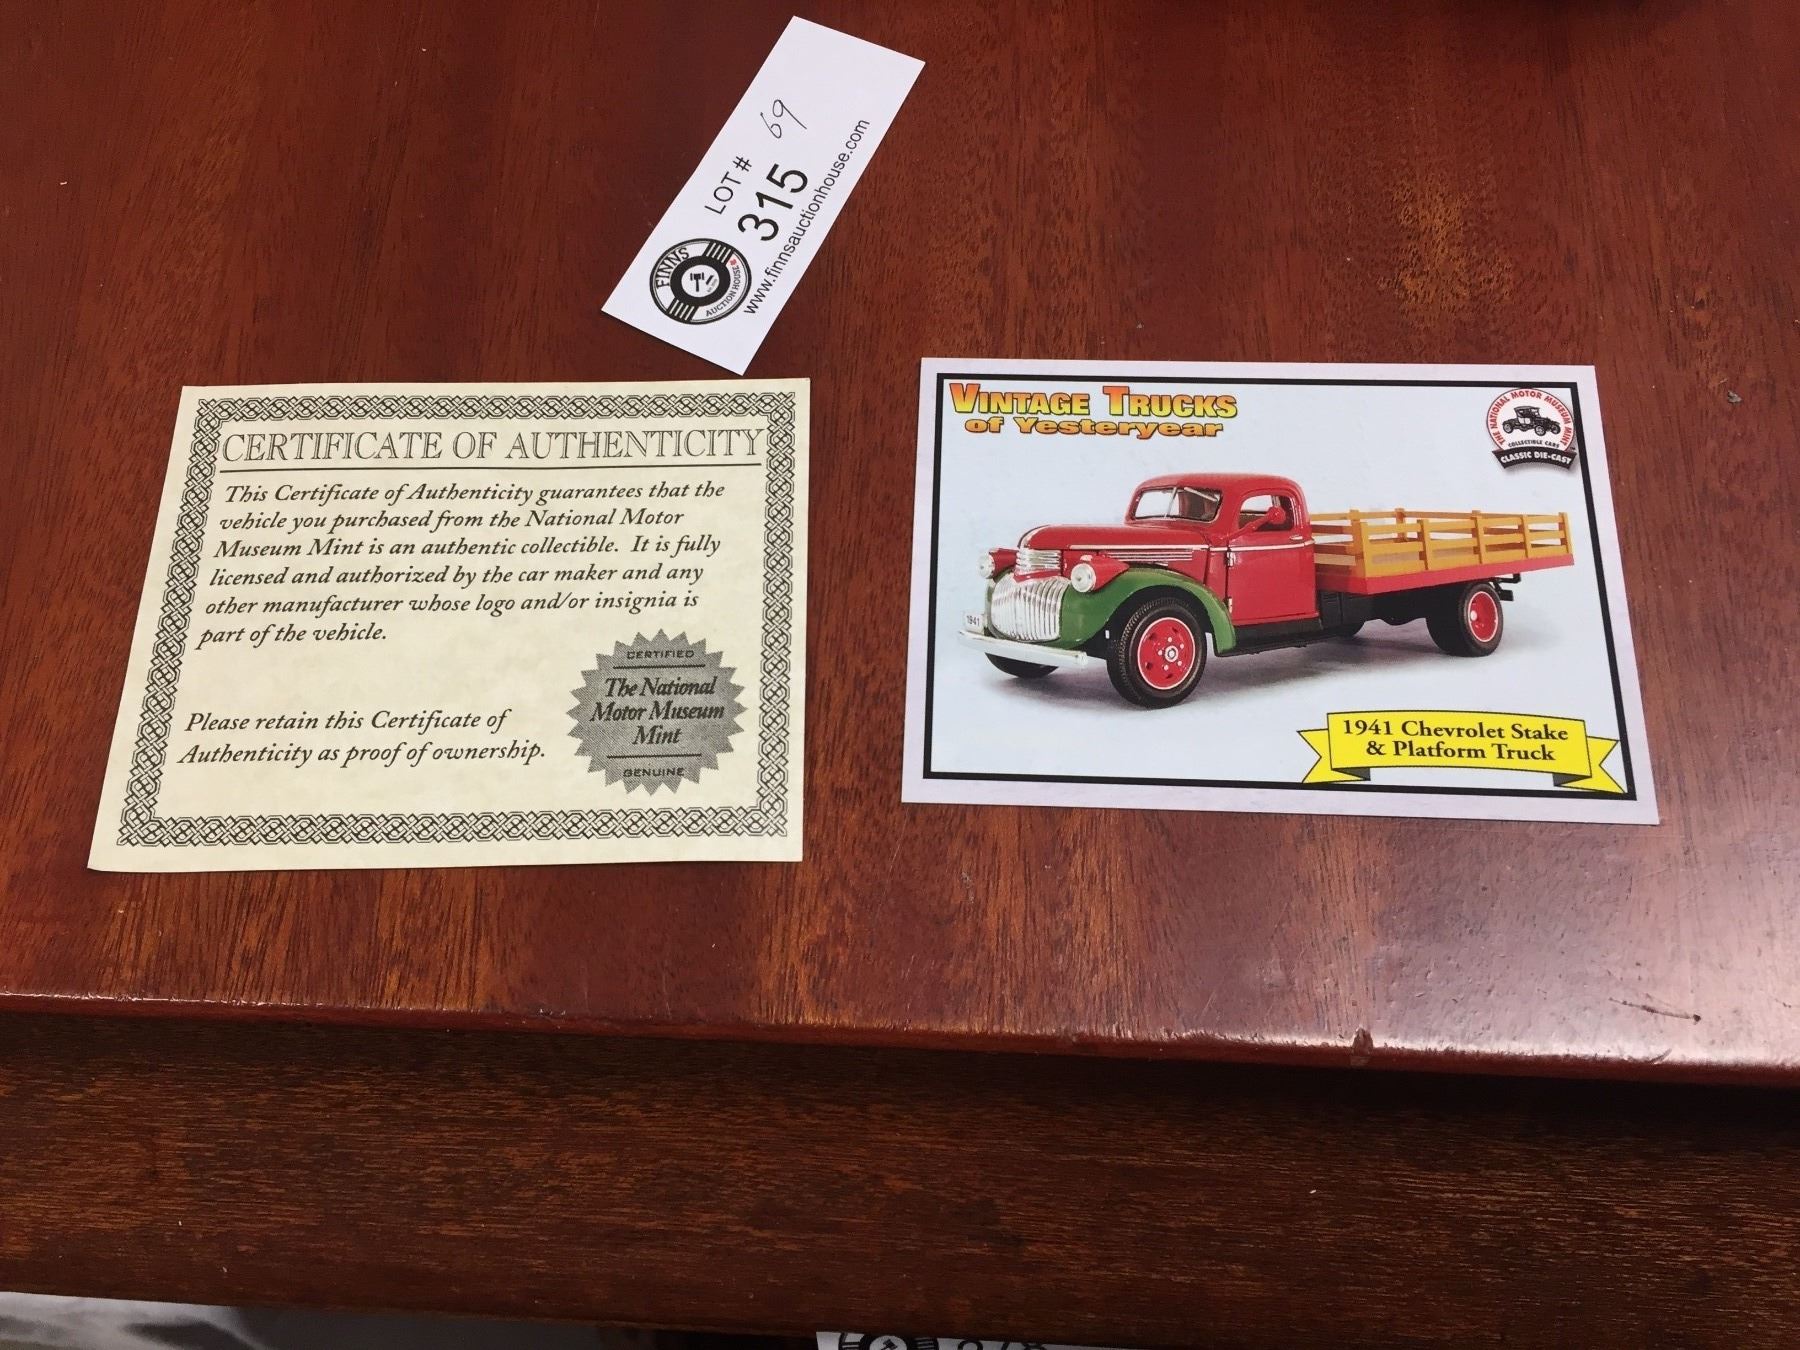 LOT # 69
315
www.finnsauctionhouse.com
FINNS
AUCTION HOUSE
CERTIFICATE OF AUTHENTICITY
This Certificate of Authenticity guarantees that the
vehicle you purchased from the National Motor
Museum Mint is an authentic collectible. It is fully
licensed and authorized by the car maker and any
other manufacturer whose logo and/or insignia is
part of the vehicle.
Please retain this Certificate of
Authenticity as proof of ownership.
CERTIFIED
The National
Motor Museum
Mint
GENUINE
VINTAGE TRUCKS
of Yesteryear
THE NATIONAL MOTOR MUSEUM MINT
COLLECTIBLE CARS
CLASSIC DIE-CAST
1941
1941 Chevrolet Stake
& Platform Truck